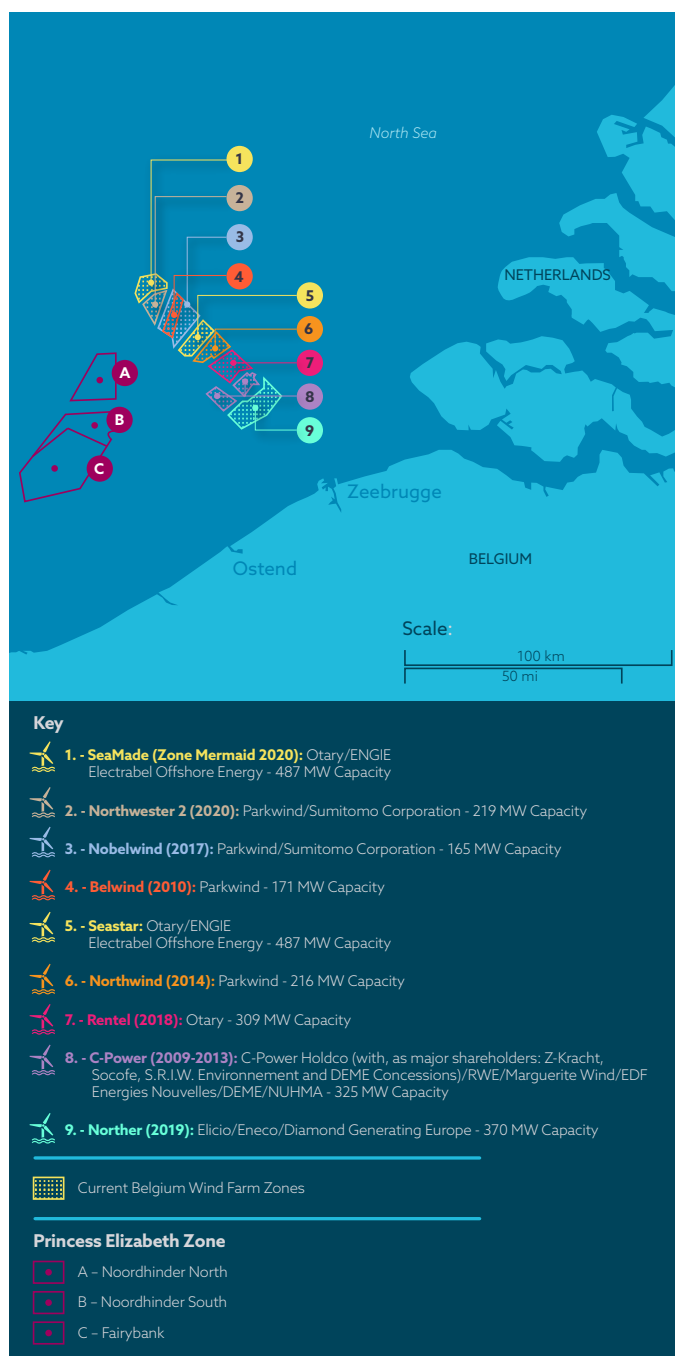 North Sea
1
2
3
4
NETHERLANDS
5
6
7
A
8
B
9
C
Zeebrugge
BELGIUM
Ostend
Scale:
100 km
50 mi
Key
1. - SeaMade (Zone Mermaid 2020): Otary/ENGIE
Electrabel Offshore Energy - 487 MW Capacity
2. - Northwester 2 (2020): Parkwind/Sumitomo Corporation - 219 MW Capacity
3. - Nobelwind (2017): Parkwind/Sumitomo Corporation - 165 MW Capacity
4. - Belwind (2010): Parkwind - 171 MW Capacity
5. - Seastar: Otary/ENGIE
Electrabel Offshore Energy - 487 MW Capacity
6. - Northwind (2014): Parkwind - 216 MW Capacity
7. - Rentel (2018): Otary - 309 MW Capacity
8. - C-Power (2009-2013): C-Power Holdco (with, as major shareholders: Z-Kracht,
Socofe, S.R.I.W. Environnement and DEME Concessions)/RWE/Marguerite Wind/EDF
Energies Nouvelles/DEME/NUHMA - 325 MW Capacity
9. - Norther (2019): Elicio/Eneco/Diamond Generating Europe - 370 MW Capacity
Current Belgium Wind Farm Zones
Princess Elizabeth Zone
A – Noordhinder North
B – Noordhinder South
C – Fairybank